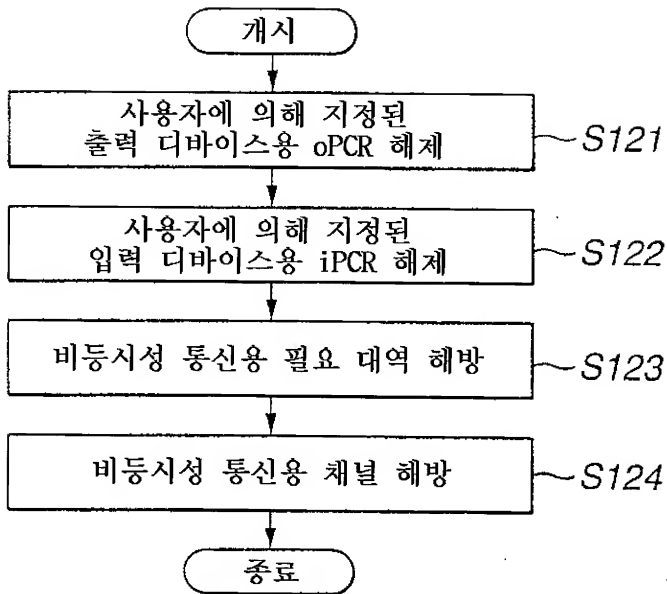 개시
사용자에 의해 지정된
출력 디바이스용 oPCR 해제
S121
사용자에 의해 지정된
입력 디바이스용 iPCR 해제
S122
비등시성 통신용 필요 대역 해방
S123
비등시성 통신용 채널 해방
S124
종료